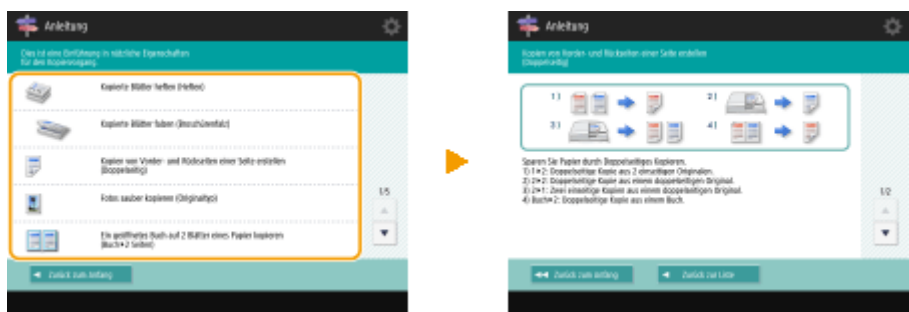 Anleitung
Dies ist eine Einführung in nützliche Eigenschaften
für den Kopiervorgang.
Kopierte Blätter heften (Heften)
Kopierte Blätter falten (Broschürenfalz)
Kopien von Vorder- und Rückseiten einer Seite erstellen
(Doppelseitig)
Fotos sauber kopieren (Originaltyp)
Ein geöffnetes Buch auf 2 Blätter eines Papier kopieren
(Buch▸2 Seiten)
1/5
Zurück zum Anfang
Anleitung
Kopien von Vorder- und Rückseiten einer Seite erstellen
(Doppelseitig)
1) 2)
3) 4)
Sparen Sie Papier durch Doppelseitiges Kopieren.
1) 1▸2: Doppelseitige Kopie aus 2 einseitigen Originalen.
2) 2▸2: Doppelseitige Kopie aus einem doppelseitigen Original.
3) 2▸1: Zwei einseitige Kopien aus einem doppelseitigen Original.
4) Buch▸2: Doppelseitige Kopie aus einem Buch.
1/2
Zurück zum Anfang Zurück zur Liste